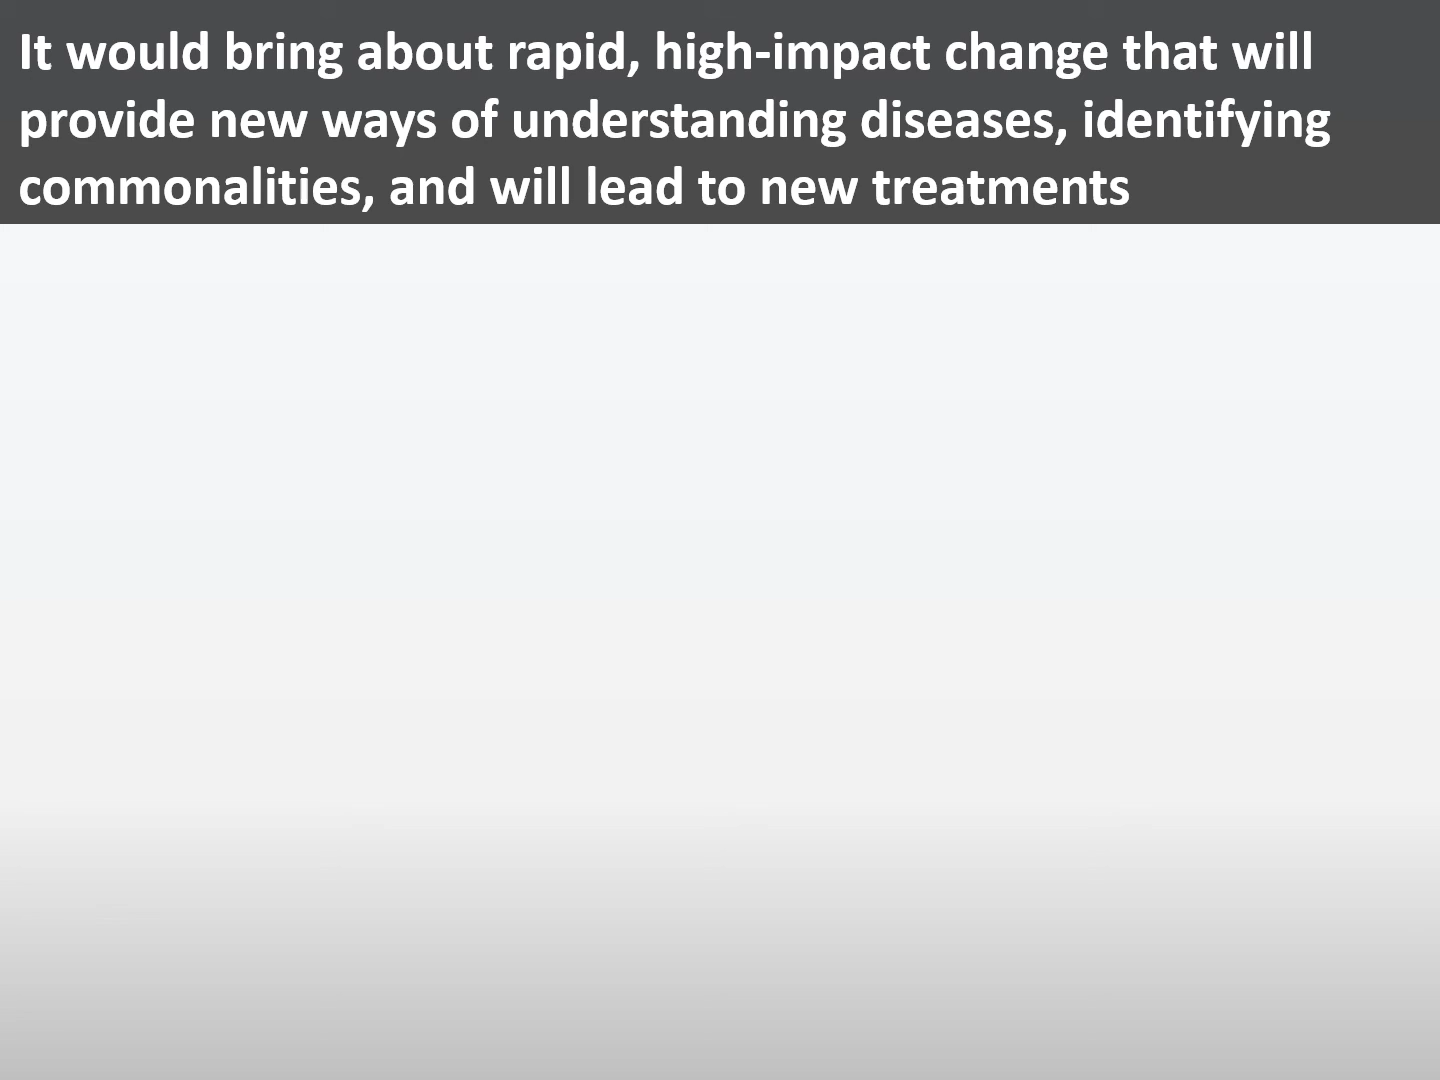 It would bring about rapid, high-impact change that will
provide new ways of understanding diseases, identifying
commonalities, and will lead to new treatments